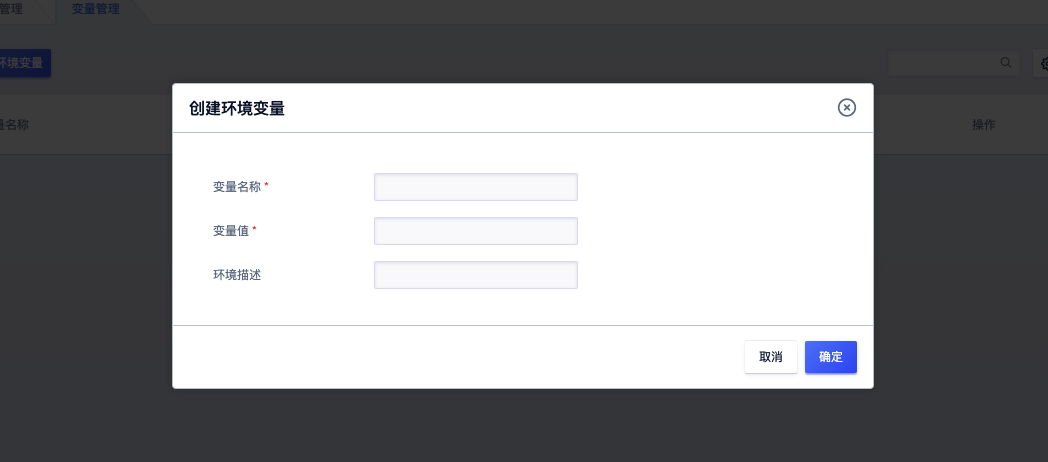 管理 变量管理
环境变量
量名称 操作
创建环境变量
变量名称 *
变量值 *
环境描述
取消 确定